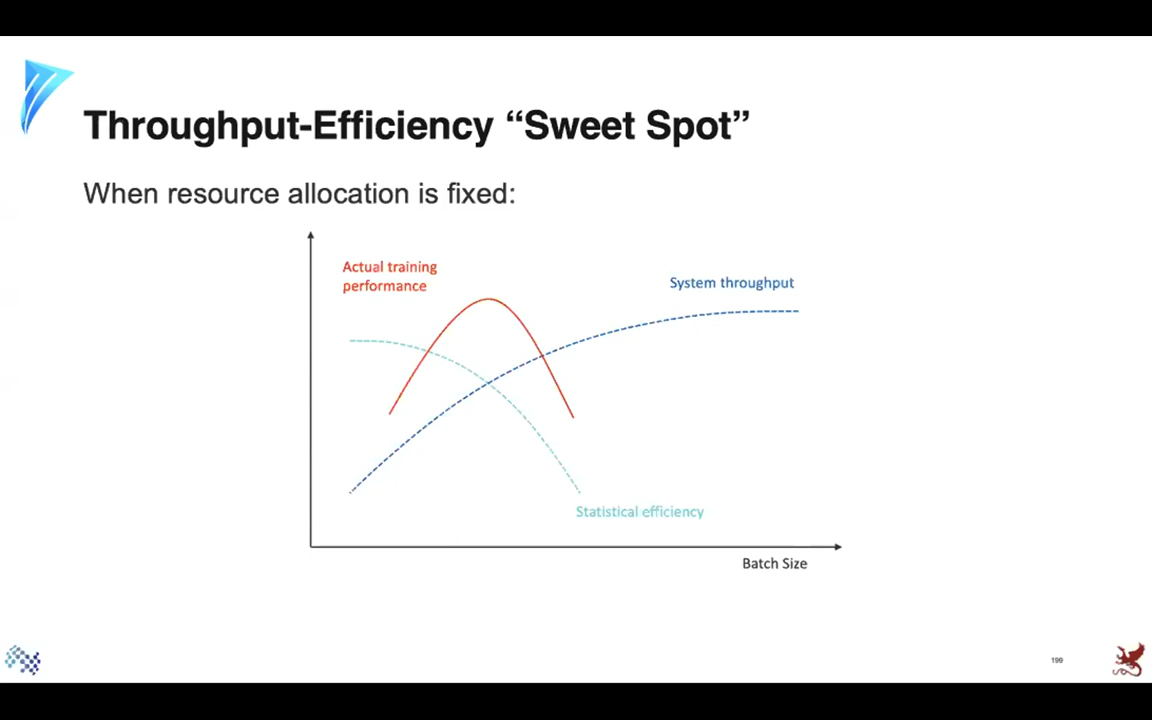 Throughput-Efficiency “Sweet Spot”
When resource allocation is fixed:
Actual training
performance
System throughput
Statistical efficiency
Batch Size
199